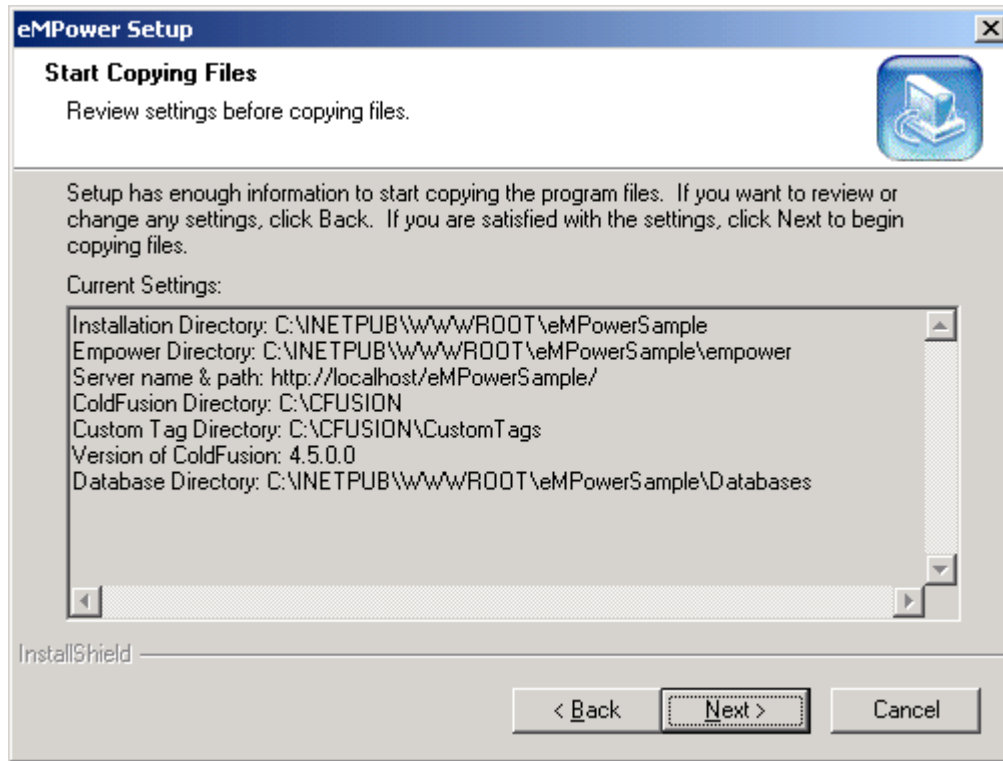 eMPower Setup
Start Copying Files
Review settings before copying files.
Setup has enough information to start copying the program files.  If you want to review or
change any settings, click Back.  If you are satisfied with the settings, click Next to begin
copying files.
Current Settings:
Installation Directory: C:\INETPUB\WWWROOT\eMPowerSample
Empower Directory: C:\INETPUB\WWWROOT\eMPowerSample\empower
Server name & path: http://localhost/eMPowerSample/
ColdFusion Directory: C:\CFUSION
Custom Tag Directory: C:\CFUSION\CustomTags
Version of ColdFusion: 4.5.0.0
Database Directory: C:\INETPUB\WWWROOT\eMPowerSample\Databases
InstallShield
< Back
Next >
Cancel